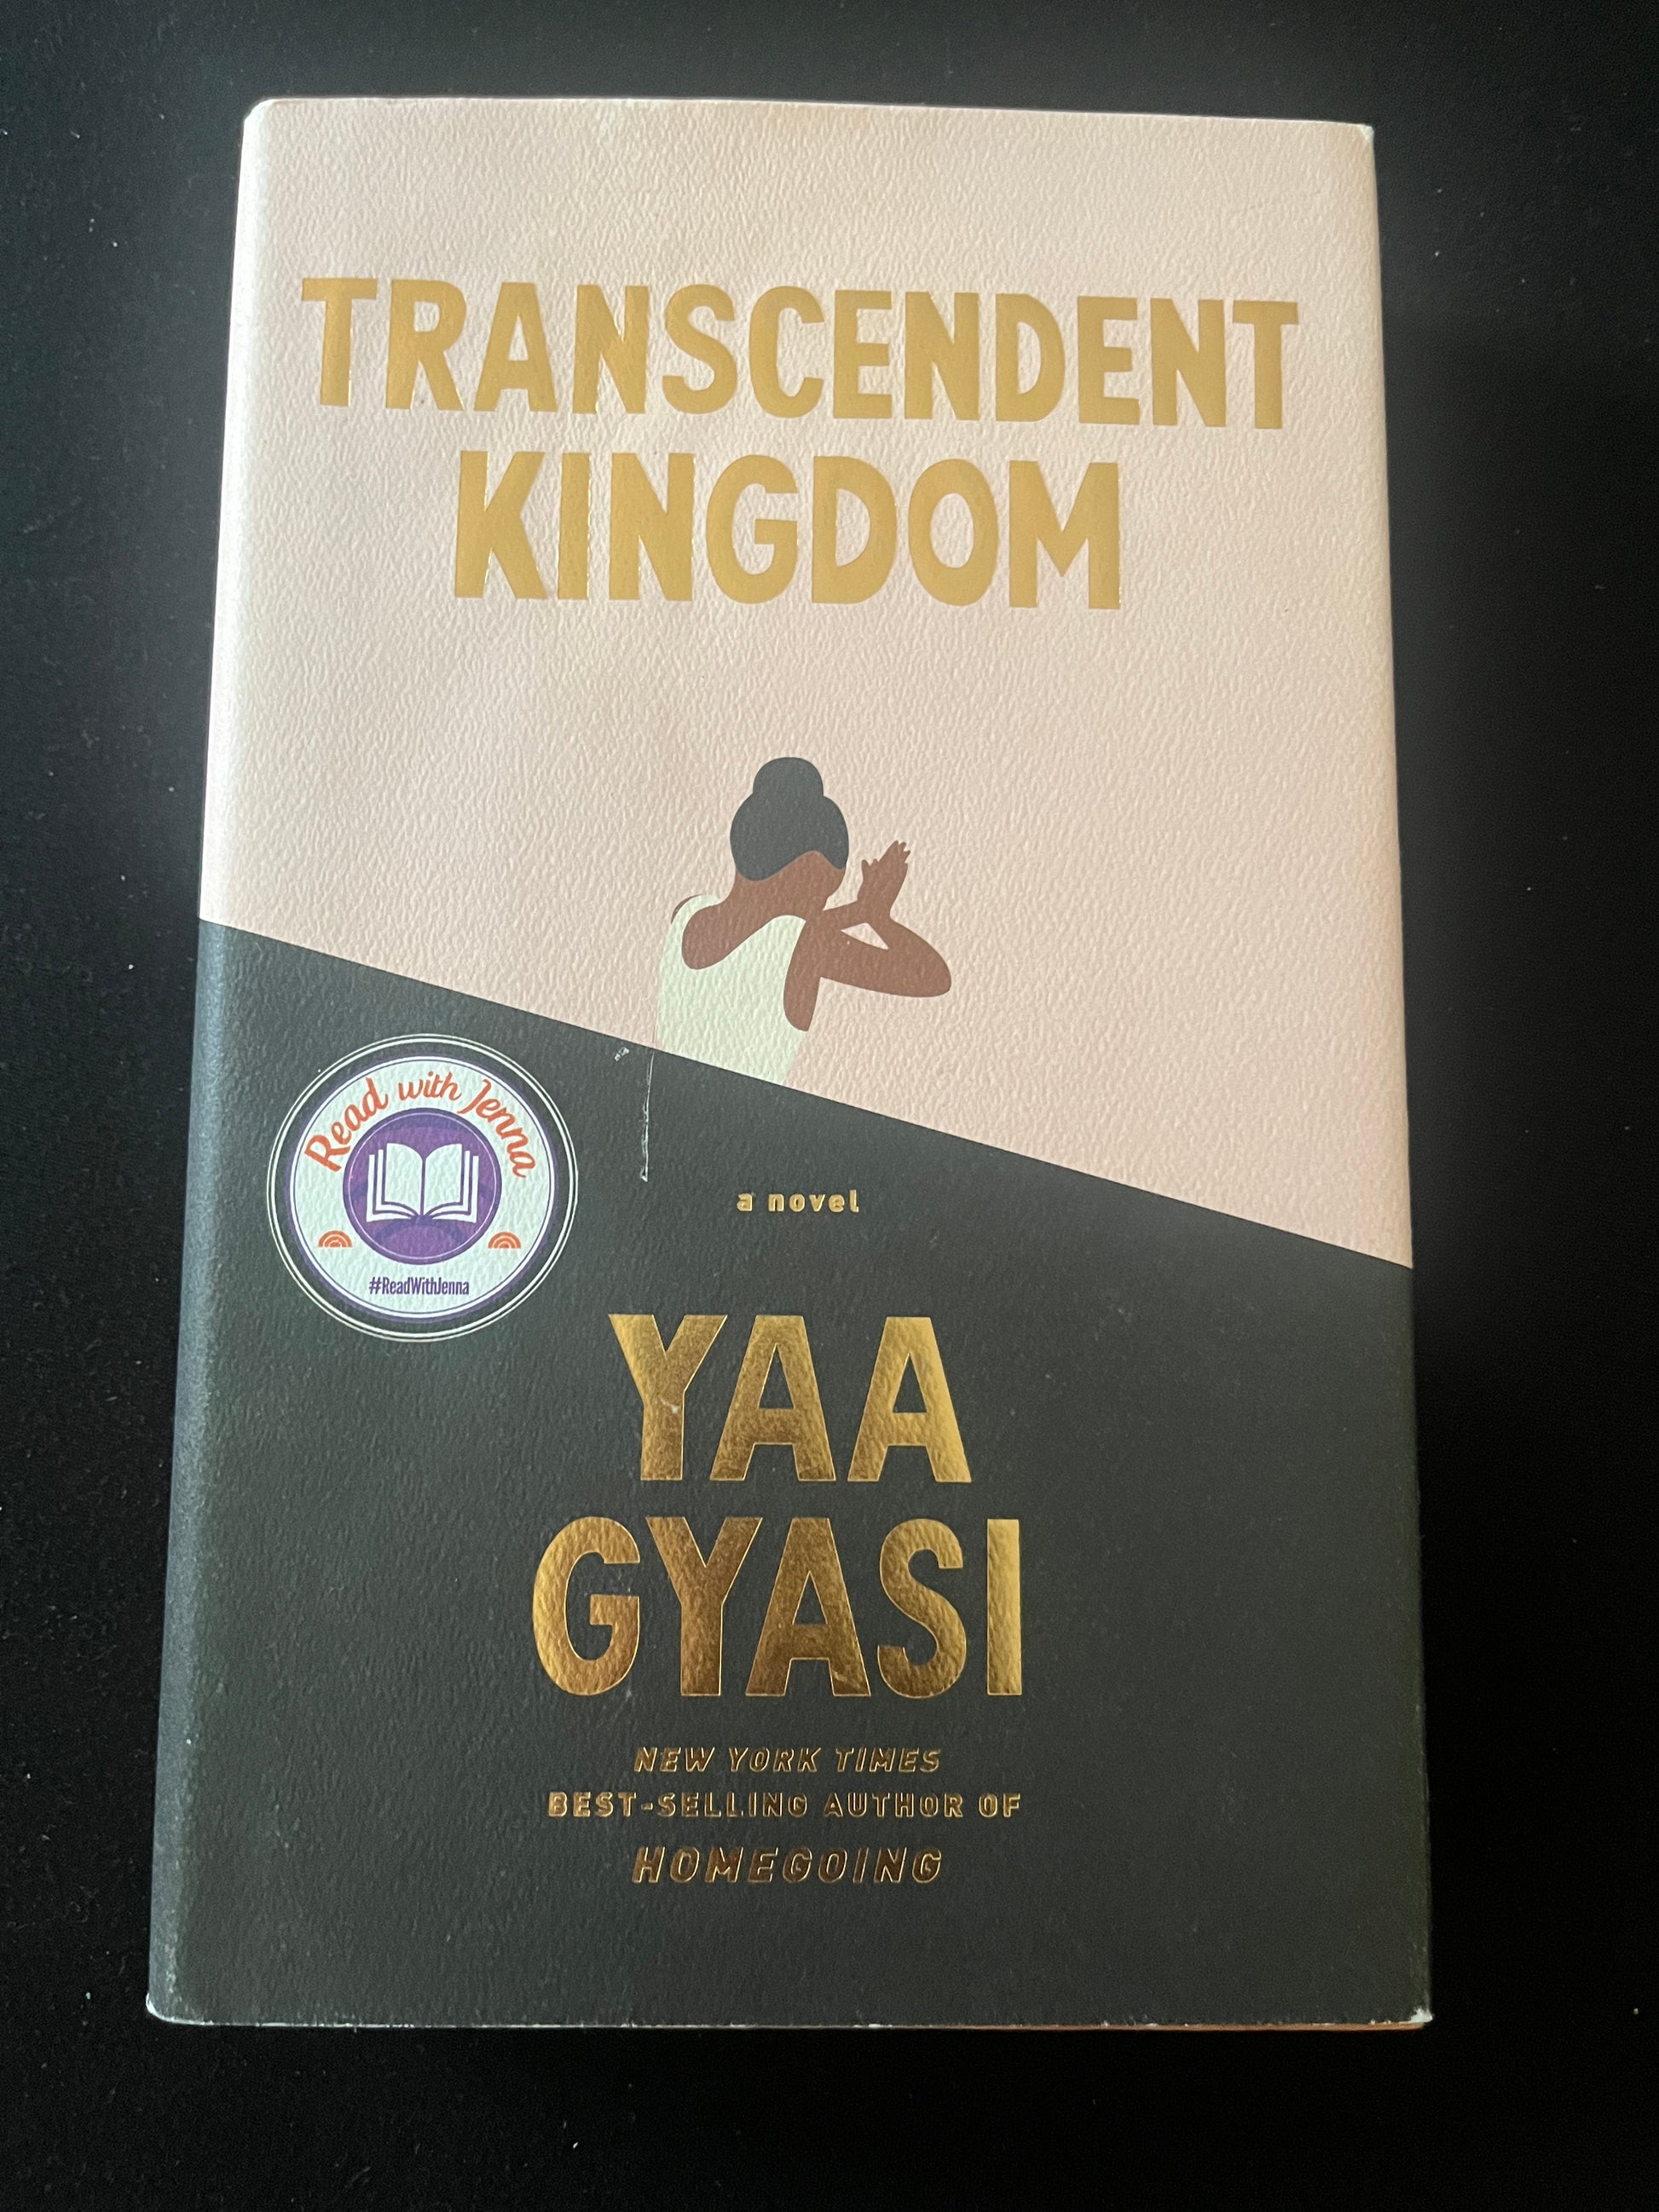 TRANSCENDENT
KINGDOM
Read with Jenna
#ReadWithJenna
a novel
YAA
GYASI
NEW YORK TIMES
BEST-SELLING AUTHOR OF
HOMEGOING